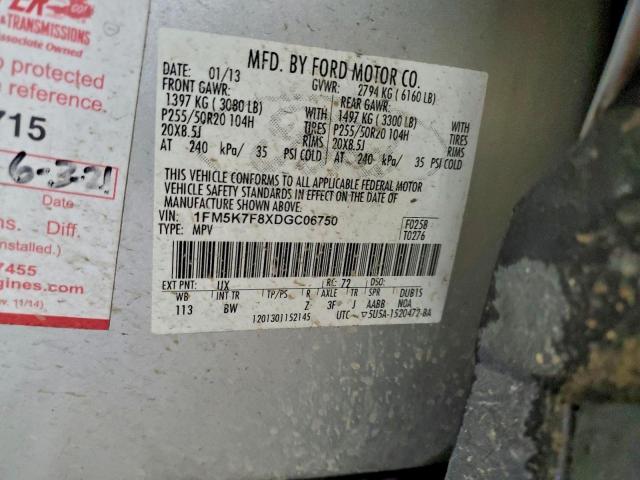 & TRANSMISSIONS
Associate Owned
o protected
reference.
715
6-3-21
Date
ns. Diff.
installed.)
7455
gines.com
v. 11/14)
MFD. BY FORD MOTOR CO.
DATE: 01/13 GVWR: 2794 KG (6160 LB)
FRONT GAWR: REAR GAWR:
1397 KG (3080 LB) WITH 1497 KG (3300 LB) WITH
P255/50R20 104H TIRES P255/50R20 104H TIRES
20X8.5J RIMS 20X8.5J RIMS
AT 240 kPa/ 35 PSI COLD AT 240 kPa/ 35 PSI COLD
THIS VEHICLE CONFORMS TO ALL APPLICABLE FEDERAL MOTOR
VEHICLE SAFETY STANDARDS IN EFFECT ON THE DATE OF
MANUFACTURE SHOWN ABOVE.
VIN: 1FM5K7F8XDGC06750 F0258
TYPE: MPV T0276
EXT PNT: UX RC: 72 DSO:
WB INT TR TP/PS R AXLE TR SPR DUB15
113 BW 2 3F J AABB NOA
1201301152145 UTC ▽5USA-1520472-BA